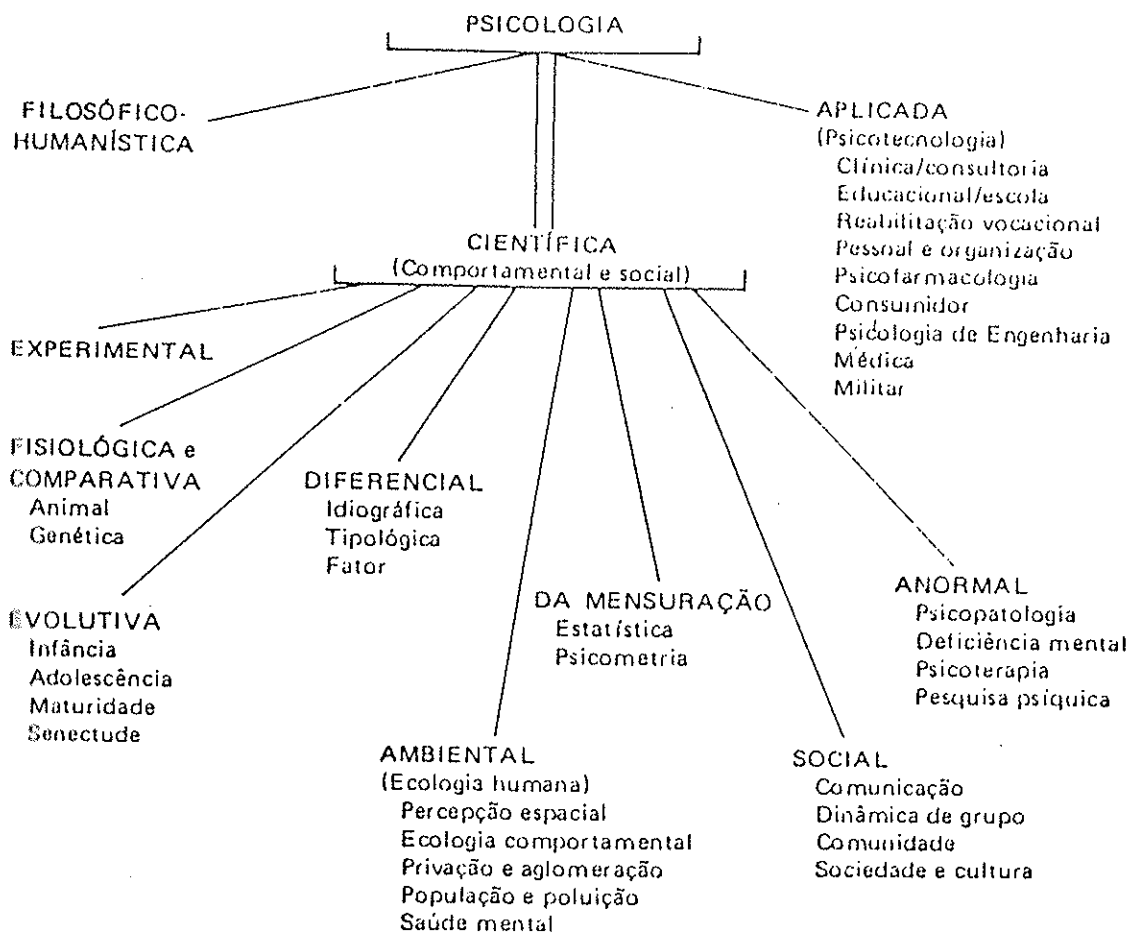 PSICOLOGIA
FILOSÓFICO-
HUMANÍSTICA
APLICADA
(Psicotecnologia)
Clínica/consultoria
Educacional/escola
Reabilitação vocacional
Pessoal e organização
Psicofarmacologia
Consumidor
Psicologia de Engenharia
Médica
Militar
CIENTÍFICA
(Comportamental e social)
EXPERIMENTAL
FISIOLÓGICA e
COMPARATIVA
Animal
Genética
DIFERENCIAL
Idiográfica
Tipológica
Fator
EVOLUTIVA
Infância
Adolescência
Maturidade
Senectude
DA MENSURAÇÃO
Estatística
Psicometria
ANORMAL
Psicopatologia
Deficiência mental
Psicoterapia
Pesquisa psíquica
AMBIENTAL
(Ecologia humana)
Percepção espacial
Ecologia comportamental
Privação e aglomeração
População e poluição
Saúde mental
SOCIAL
Comunicação
Dinâmica de grupo
Comunidade
Sociedade e cultura